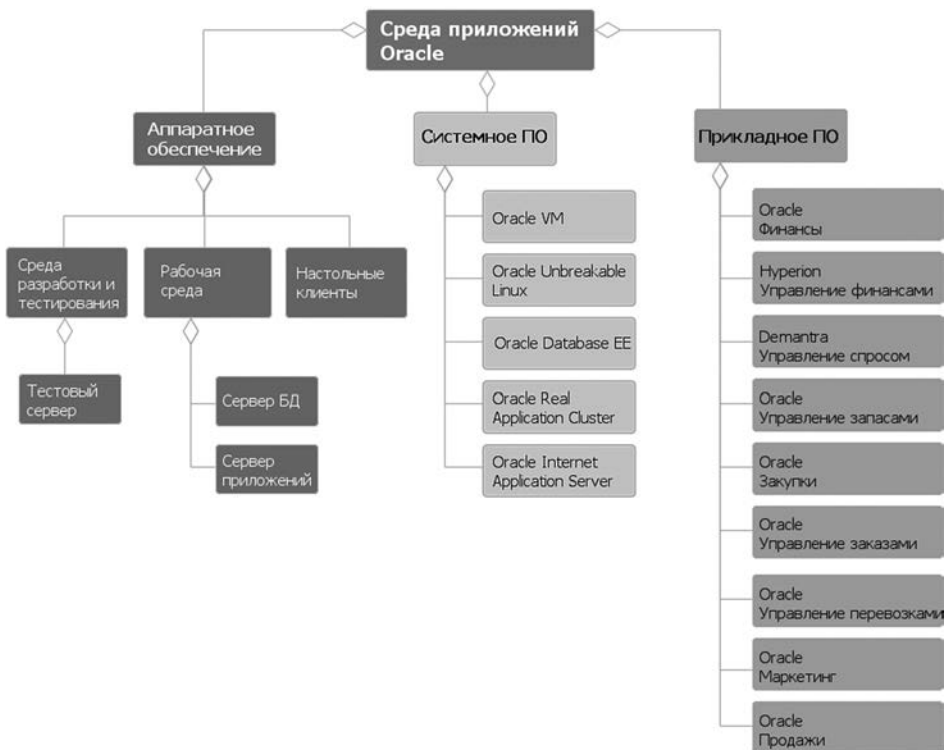 Среда приложений
Oracle
Аппаратное
обеспечение
Среда
разработки и
тестирования
Рабочая
среда
Настольные
клиенты
Тестовый
сервер
Сервер БД
Сервер
приложений
Системное ПО
Oracle VM
Oracle Unbreakable
Linux
Oracle Database EE
Oracle Real
Application Cluster
Oracle Internet
Application Server
Прикладное ПО
Oracle
Финансы
Hyperion
Управление финансами
Demantra
Управление спросом
Oracle
Управление запасами
Oracle
Закупки
Oracle
Управление заказами
Oracle
Управление перевозками
Oracle
Маркетинг
Oracle
Продажи